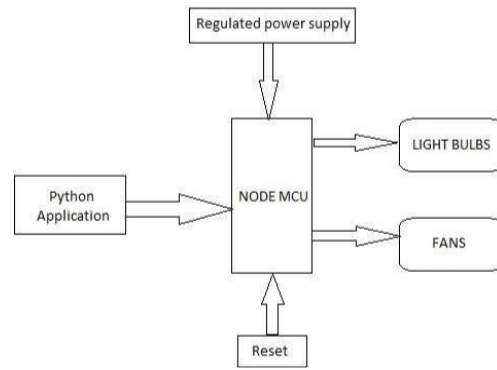 Regulated power supply
LIGHT BULBS
Python
Application
NODE MCU
FANS
Reset